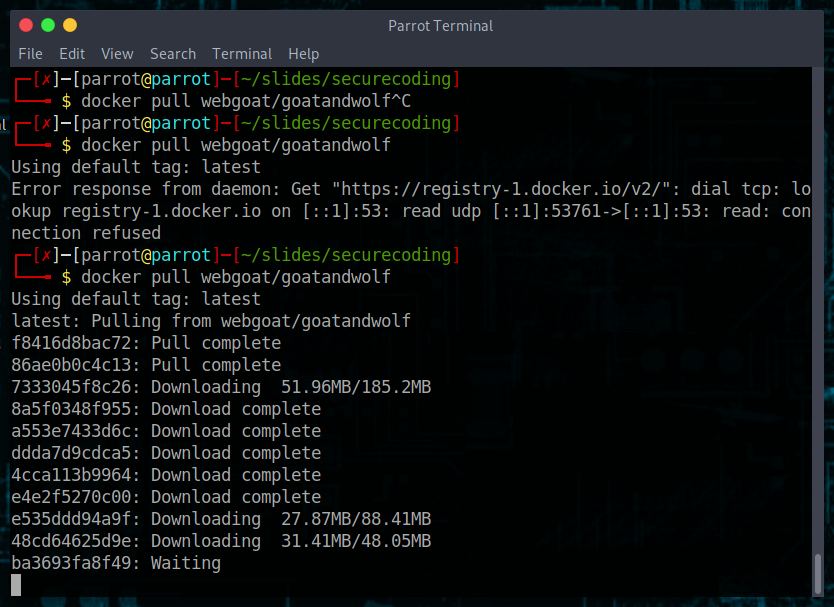 Parrot Terminal
File Edit View Search Terminal Help
┌─[✗]─[parrot@parrot]─[~/slides/securecoding]
└──╼ $ docker pull webgoat/goatandwolf^C
┌─[✗]─[parrot@parrot]─[~/slides/securecoding]
└──╼ $ docker pull webgoat/goatandwolf
Using default tag: latest
Error response from daemon: Get "https://registry-1.docker.io/v2/": dial tcp: lo
okup registry-1.docker.io on [::1]:53: read udp [::1]:53761->[::1]:53: read: con
nection refused
┌─[✗]─[parrot@parrot]─[~/slides/securecoding]
└──╼ $ docker pull webgoat/goatandwolf
Using default tag: latest
latest: Pulling from webgoat/goatandwolf
f8416d8bac72: Pull complete
86ae0b0c4c13: Pull complete
7333045f8c26: Downloading  51.96MB/185.2MB
8a5f0348f955: Download complete
a553e7433d6c: Download complete
ddda7d9cdca5: Download complete
4cca113b9964: Download complete
e4e2f5270c00: Download complete
e535ddd94a9f: Downloading  27.87MB/88.41MB
48cd64625d9e: Downloading  31.41MB/48.05MB
ba3693fa8f49: Waiting